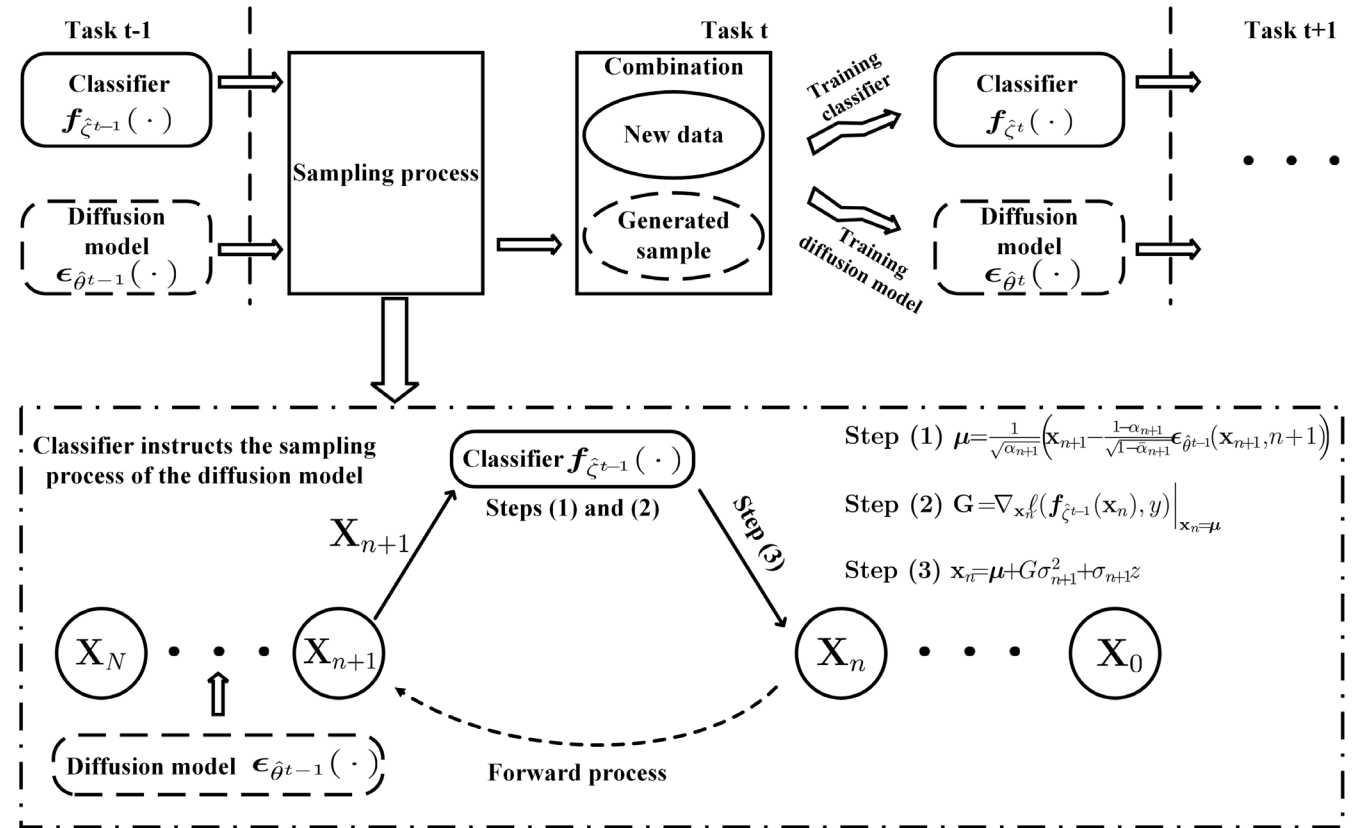 Task t-1
Task t
Task t+1
Classifier
𝒇_{ζ̂^{t-1}}( · )
Diffusion
model
ϵ_{θ̂^{t-1}}( · )
Sampling process
Combination
New data
Generated
sample
Training
classifier
Training
diffusion model
Classifier
𝒇_{ζ̂^{t}}( · )
Diffusion
model
ϵ_{θ̂^{t}}( · )
. . .
Classifier instructs the sampling
process of the diffusion model
Classifier 𝒇_{ζ̂^{t-1}}( · )
Steps (1) and (2)
X_{n+1}
Step (3)
Step (1) μ=\frac{1}{\sqrt{α_{n+1}}}(x_{n+1}-\frac{1-α_{n+1}}{\sqrt{1-ᾱ_{n+1}}}ϵ_{θ̂^{t-1}}(x_{n+1},n+1))
Step (2) G=∇_{x_n}ℓ(𝒇_{ζ̂^{t-1}}(x_n),y)|_{x_n=μ}
Step (3) x_n=μ+Gσ²_{n+1}+σ_{n+1}z
X_N
. . .
X_{n+1}
X_n
. . .
X_0
Diffusion model ϵ_{θ̂^{t-1}}( · )
Forward process